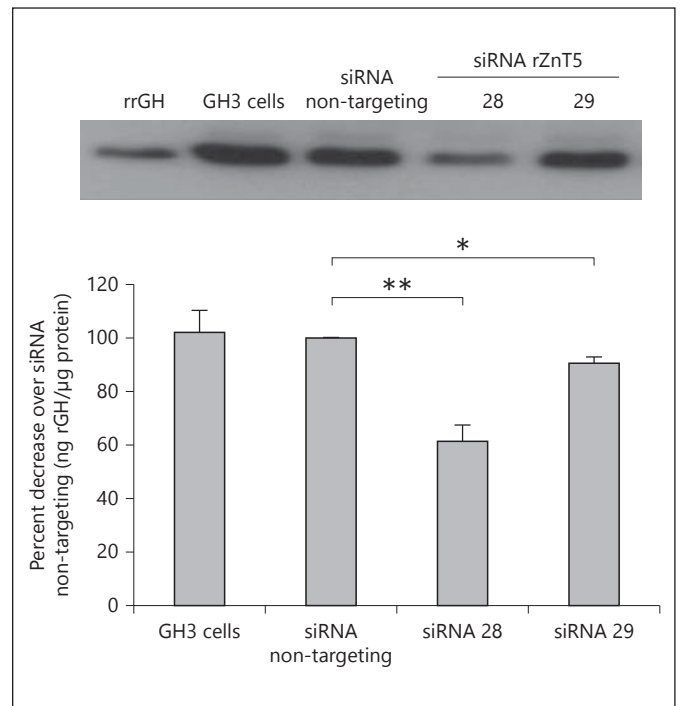 siRNA rZnT5
rrGH GH3 cells siRNA
non-targeting 28 29
*
**
Percent decrease over siRNA
non-targeting (ng rGH/µg protein)
120
100
80
60
40
20
0
GH3 cells siRNA
non-targeting siRNA 28 siRNA 29